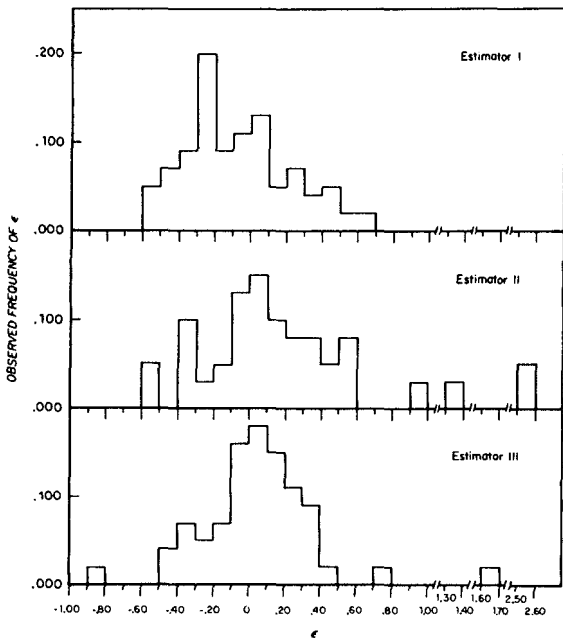 Estimator I
.200
.100
.000
OBSERVED FREQUENCY OF ϵ
Estimator II
.100
.000
Estimator III
.100
.000
-1.00 -.80 -.60 -.40 -.20 0 .20 .40 .60 .80 1.00 1.30 1.40 1.60 1.70 2.50 2.60
ϵ